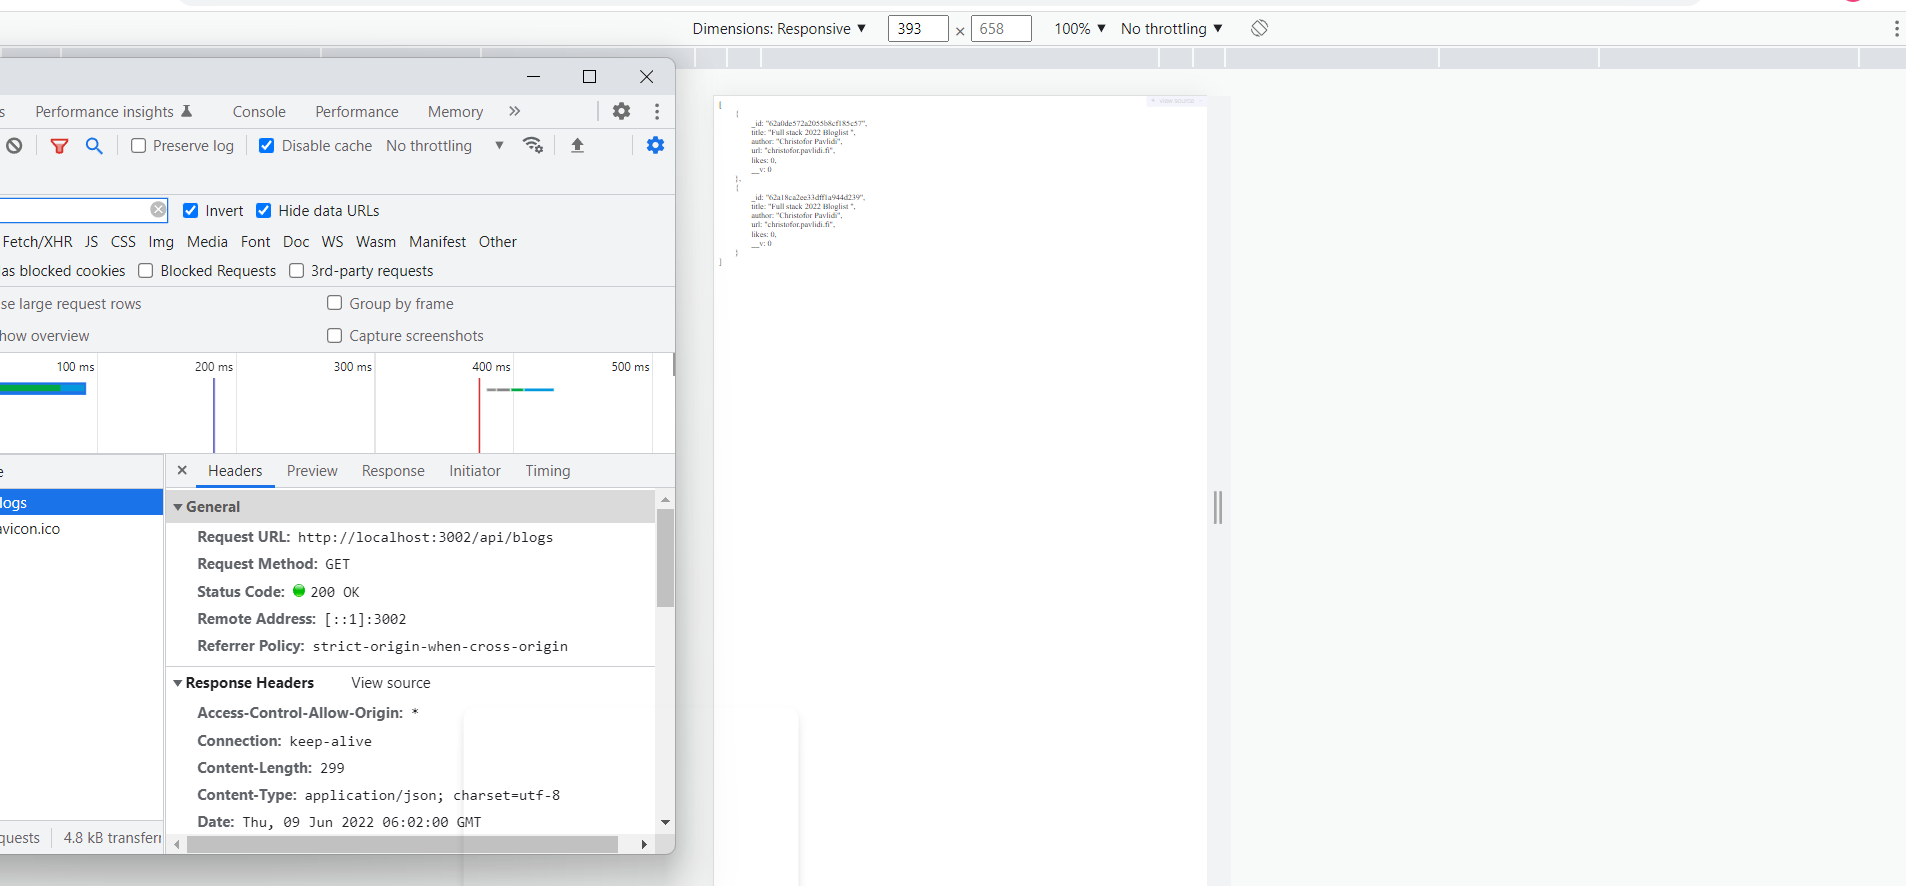 Dimensions: Responsive ▼ 393 × 658 100% ▼ No throttling ▼
s Performance insights Console Performance Memory »
Preserve log Disable cache No throttling ▼
Invert Hide data URLs
Fetch/XHR JS CSS Img Media Font Doc WS Wasm Manifest Other
as blocked cookies Blocked Requests 3rd-party requests
se large request rows Group by frame
how overview Capture screenshots
100 ms 200 ms 300 ms 400 ms 500 ms
e × Headers Preview Response Initiator Timing
logs
avicon.ico
▼ General
Request URL: http://localhost:3002/api/blogs
Request Method: GET
Status Code: 200 OK
Remote Address: [::1]:3002
Referrer Policy: strict-origin-when-cross-origin
▼ Response Headers View source
Access-Control-Allow-Origin: *
Connection: keep-alive
Content-Length: 299
Content-Type: application/json; charset=utf-8
Date: Thu, 09 Jun 2022 06:02:00 GMT
quests 4.8 kB transferr
view source
[
{
_id: "62a0de572a2055b8cf185c57",
title: "Full stack 2022 Bloglist ",
author: "Christofor Pavlidi",
url: "christofor.pavlidi.fi",
likes: 0,
__v: 0
},
{
_id: "62a18ca2ee33dff1a944d239",
title: "Full stack 2022 Bloglist ",
author: "Christofor Pavlidi",
url: "christofor.pavlidi.fi",
likes: 0,
__v: 0
}
]